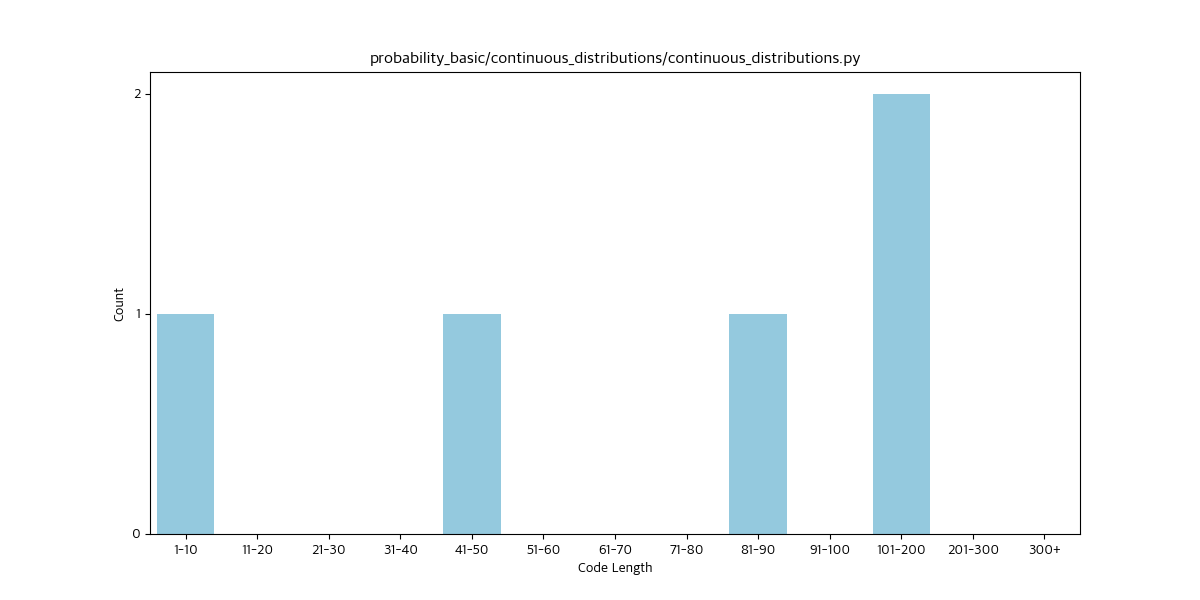 probability_basic/continuous_distributions/continuous_distributions.py
2
1
0
Count
1-10 11-20 21-30 31-40 41-50 51-60 61-70 71-80 81-90 91-100 101-200 201-300 300+
Code Length